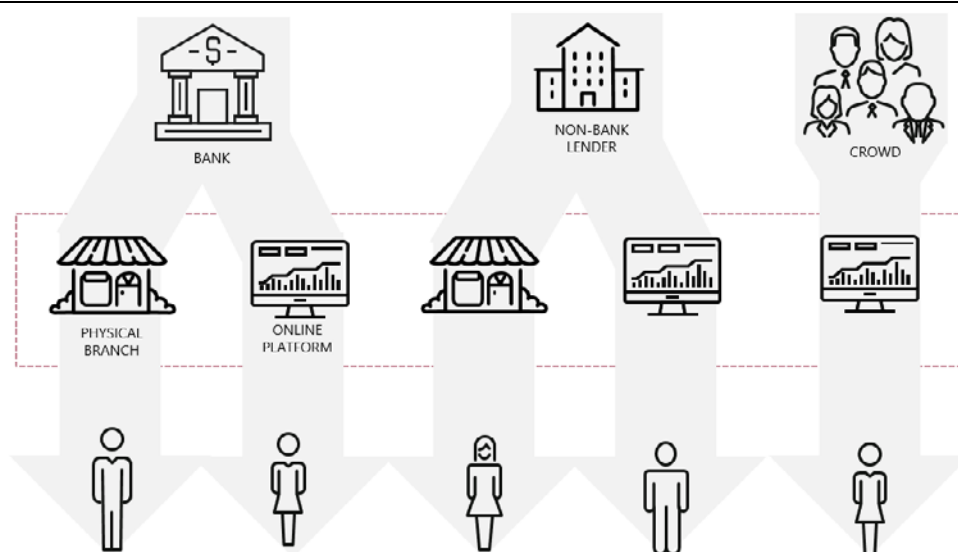 BANK
NON-BANK
LENDER
CROWD
PHYSICAL
BRANCH
ONLINE
PLATFORM